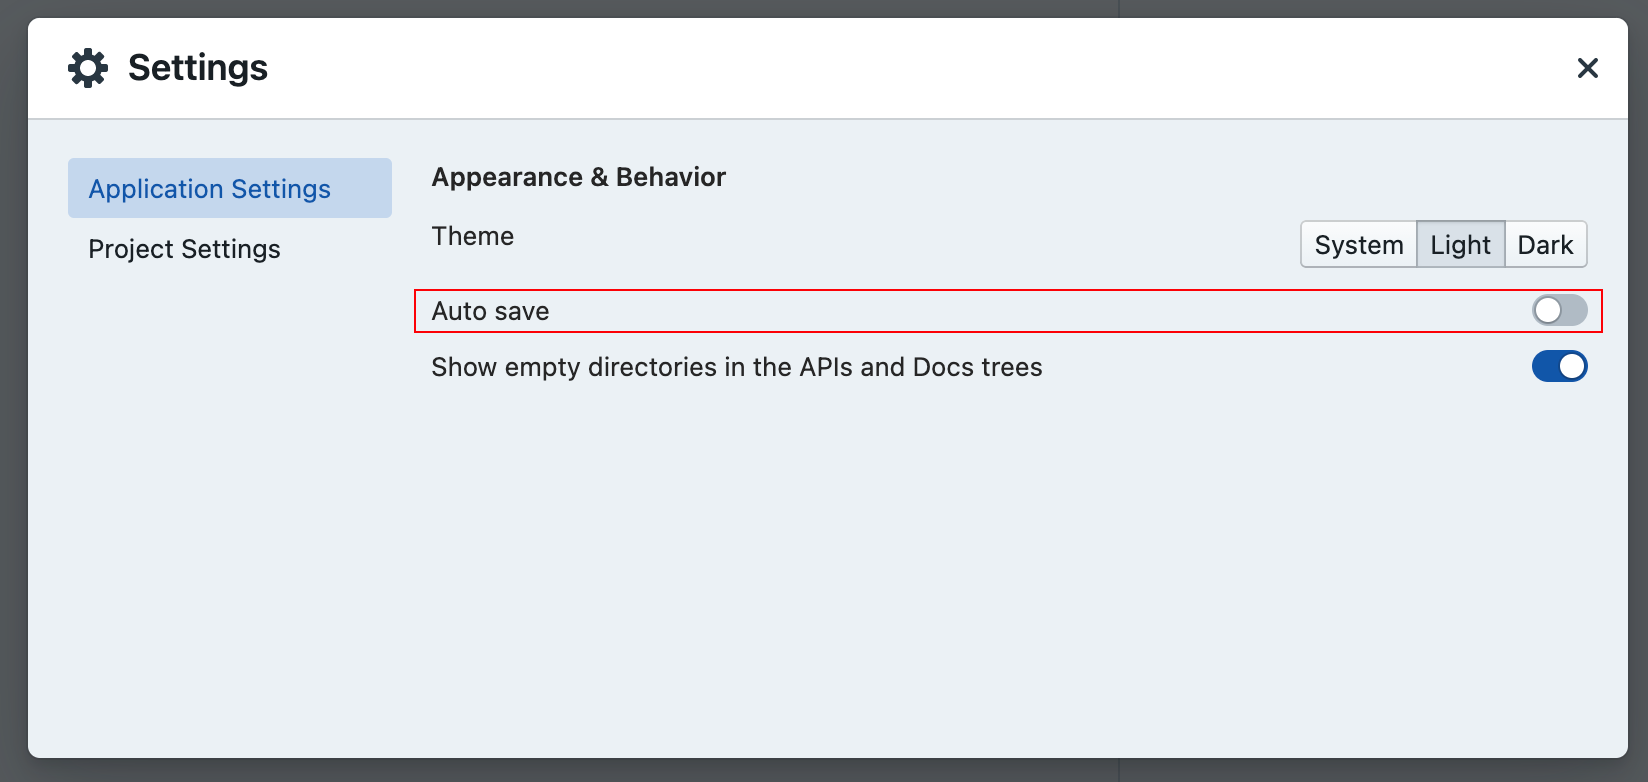 Settings
Application Settings
Project Settings
Appearance & Behavior
Theme
System Light Dark
Auto save
Show empty directories in the APIs and Docs trees